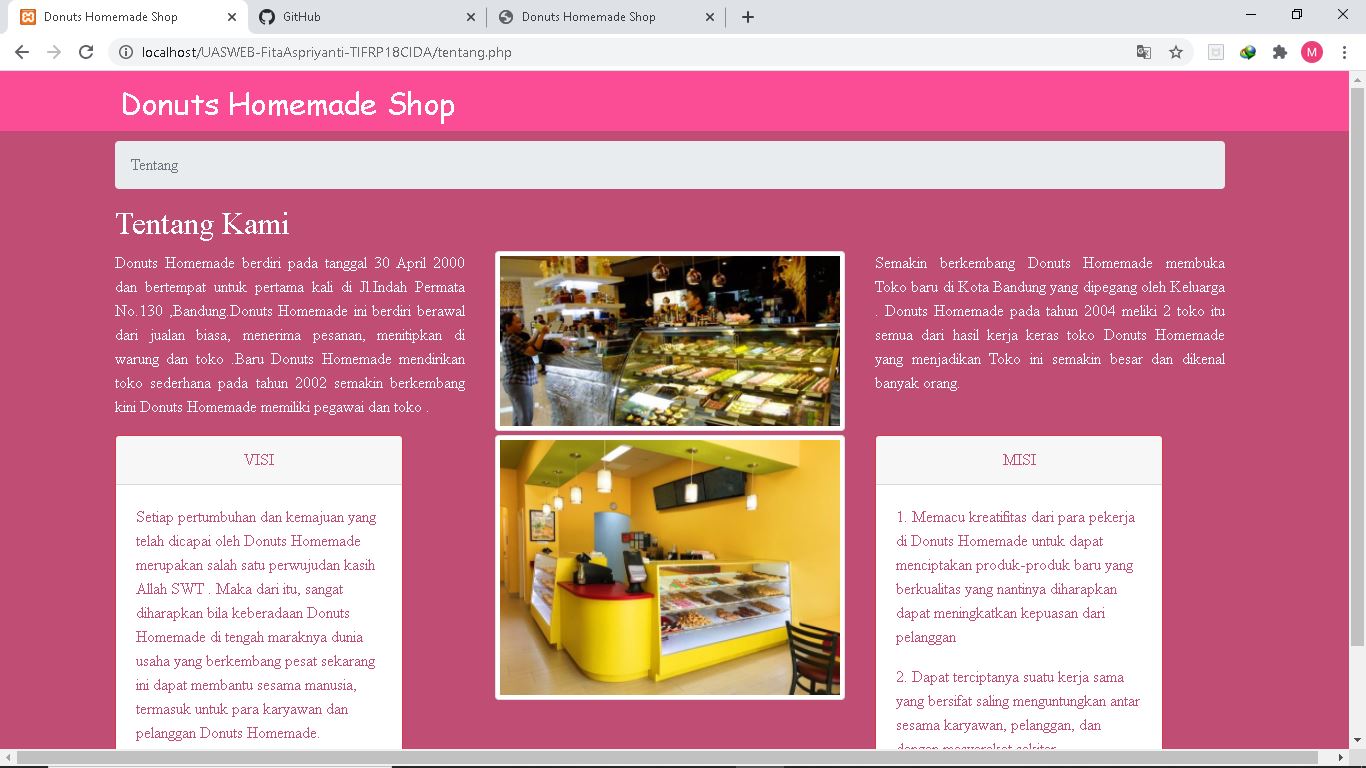 Donuts Homemade Shop
GitHub
Donuts Homemade Shop
localhost/UASWEB-FitaAspriyanti-TIFRP18CIDA/tentang.php
M
Donuts Homemade Shop
Tentang
Tentang Kami
Donuts Homemade berdiri pada tanggal 30 April 2000
dan bertempat untuk pertama kali di Jl.Indah Permata
No.130 ,Bandung.Donuts Homemade ini berdiri berawal
dari jualan biasa, menerima pesanan, menitipkan di
warung dan toko .Baru Donuts Homemade mendirikan
toko sederhana pada tahun 2002 semakin berkembang
kini Donuts Homemade memiliki pegawai dan toko .
Semakin berkembang Donuts Homemade membuka
Toko baru di Kota Bandung yang dipegang oleh Keluarga
. Donuts Homemade pada tahun 2004 meliki 2 toko itu
semua dari hasil kerja keras toko Donuts Homemade
yang menjadikan Toko ini semakin besar dan dikenal
banyak orang.
VISI
Setiap pertumbuhan dan kemajuan yang
telah dicapai oleh Donuts Homemade
merupakan salah satu perwujudan kasih
Allah SWT . Maka dari itu, sangat
diharapkan bila keberadaan Donuts
Homemade di tengah maraknya dunia
usaha yang berkembang pesat sekarang
ini dapat membantu sesama manusia,
termasuk untuk para karyawan dan
pelanggan Donuts Homemade.
MISI
1. Memacu kreatifitas dari para pekerja
di Donuts Homemade untuk dapat
menciptakan produk-produk baru yang
berkualitas yang nantinya diharapkan
dapat meningkatkan kepuasan dari
pelanggan
2. Dapat terciptanya suatu kerja sama
yang bersifat saling menguntungkan antar
sesama karyawan, pelanggan, dan
dengan masyarakat sekitar